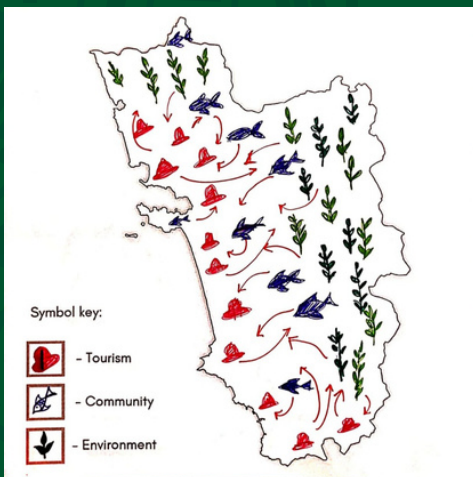 Symbol key:
- Tourism
- Community
- Environment